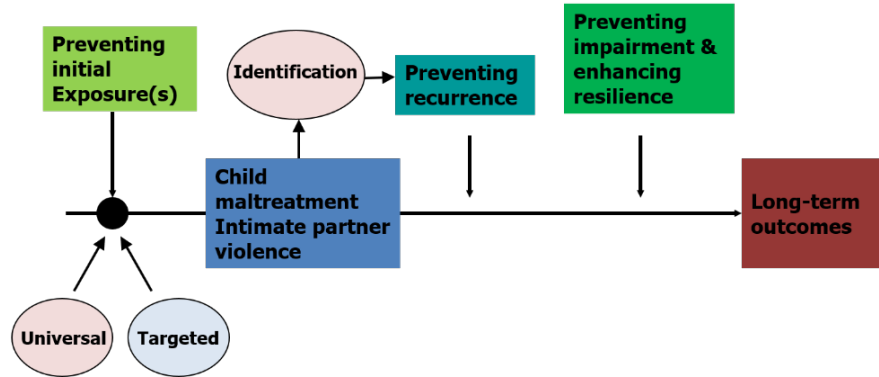 Preventing
initial
Exposure(s)
Identification
Preventing
recurrence
Preventing
impairment &
enhancing
resilience
Child
maltreatment
Intimate partner
violence
Long-term
outcomes
Universal
Targeted